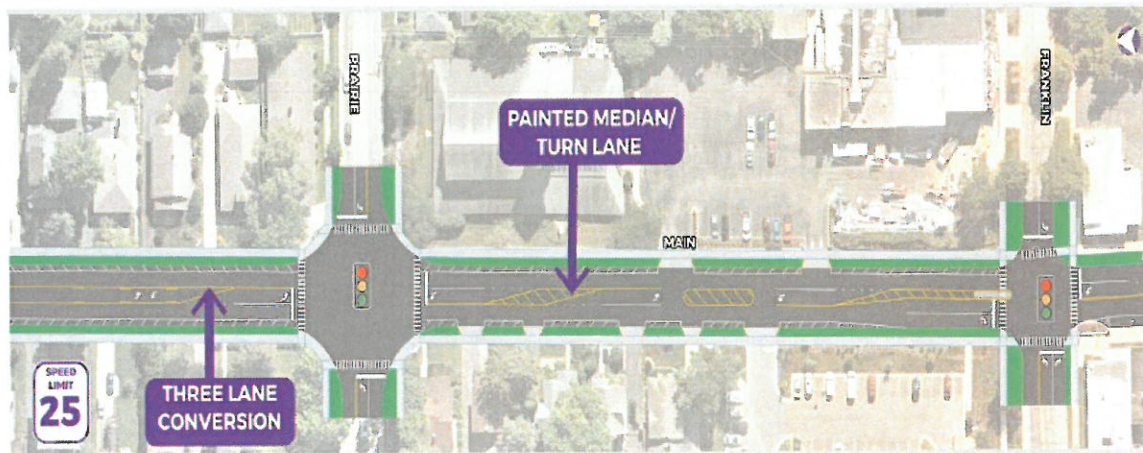 PRAIRIE
FRANKLIN
PAINTED MEDIAN/
TURN LANE
MAIN
THREE LANE
CONVERSION
SPEED
LIMIT
25